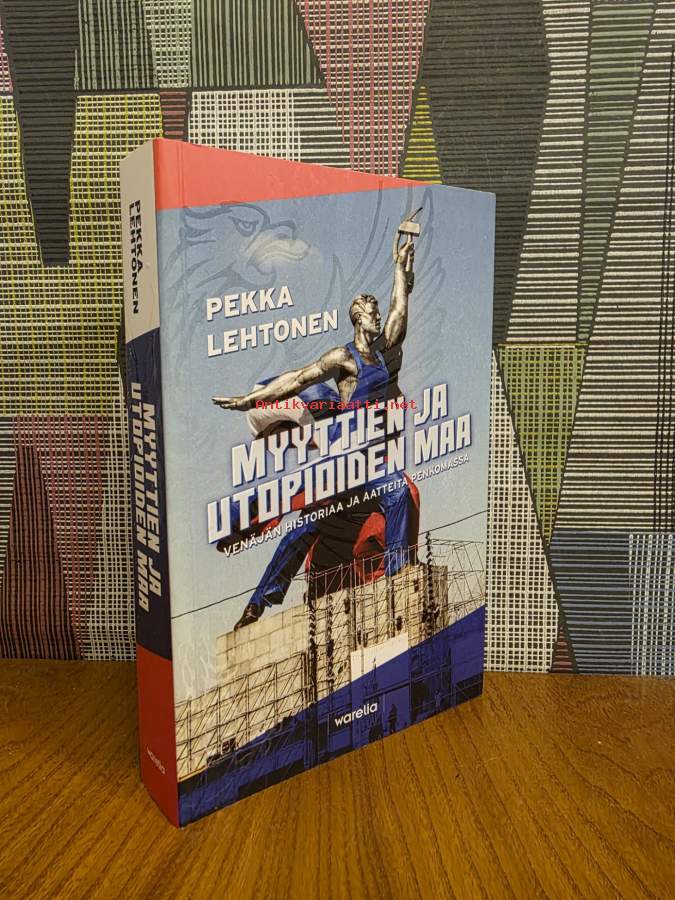 PEKKA
LEHTONEN
Antikvariaatti.net
MYYTTIEN JA
UTOPIOIDEN MAA
VENÄJÄN HISTORIAA JA AATTEITA PENKOMASSA
warelia
PEKKA
LEHTONEN
MYYTTIEN JA
UTOPIOIDEN MAA
warelia